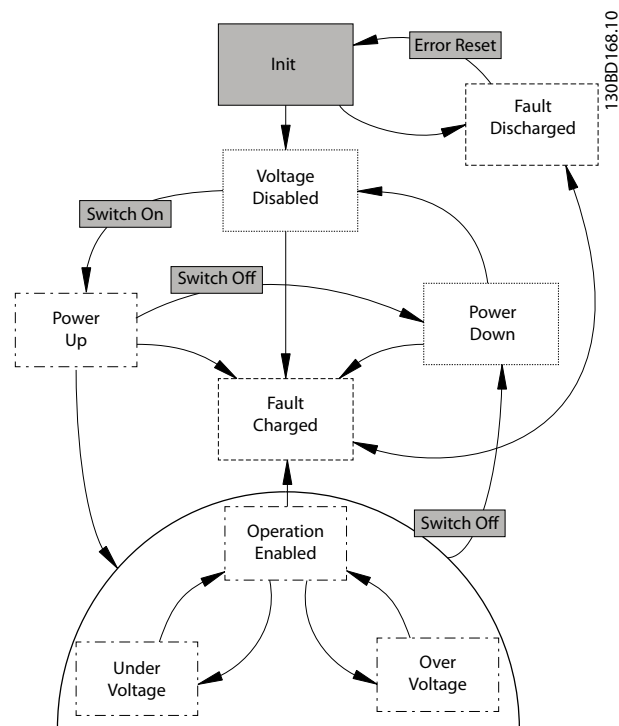 130BD168.10
Error Reset
Init
Fault
Discharged
Voltage
Disabled
Switch On
Switch Off
Power
Up
Power
Down
Fault
Charged
Switch Off
Operation
Enabled
Under
Voltage
Over
Voltage